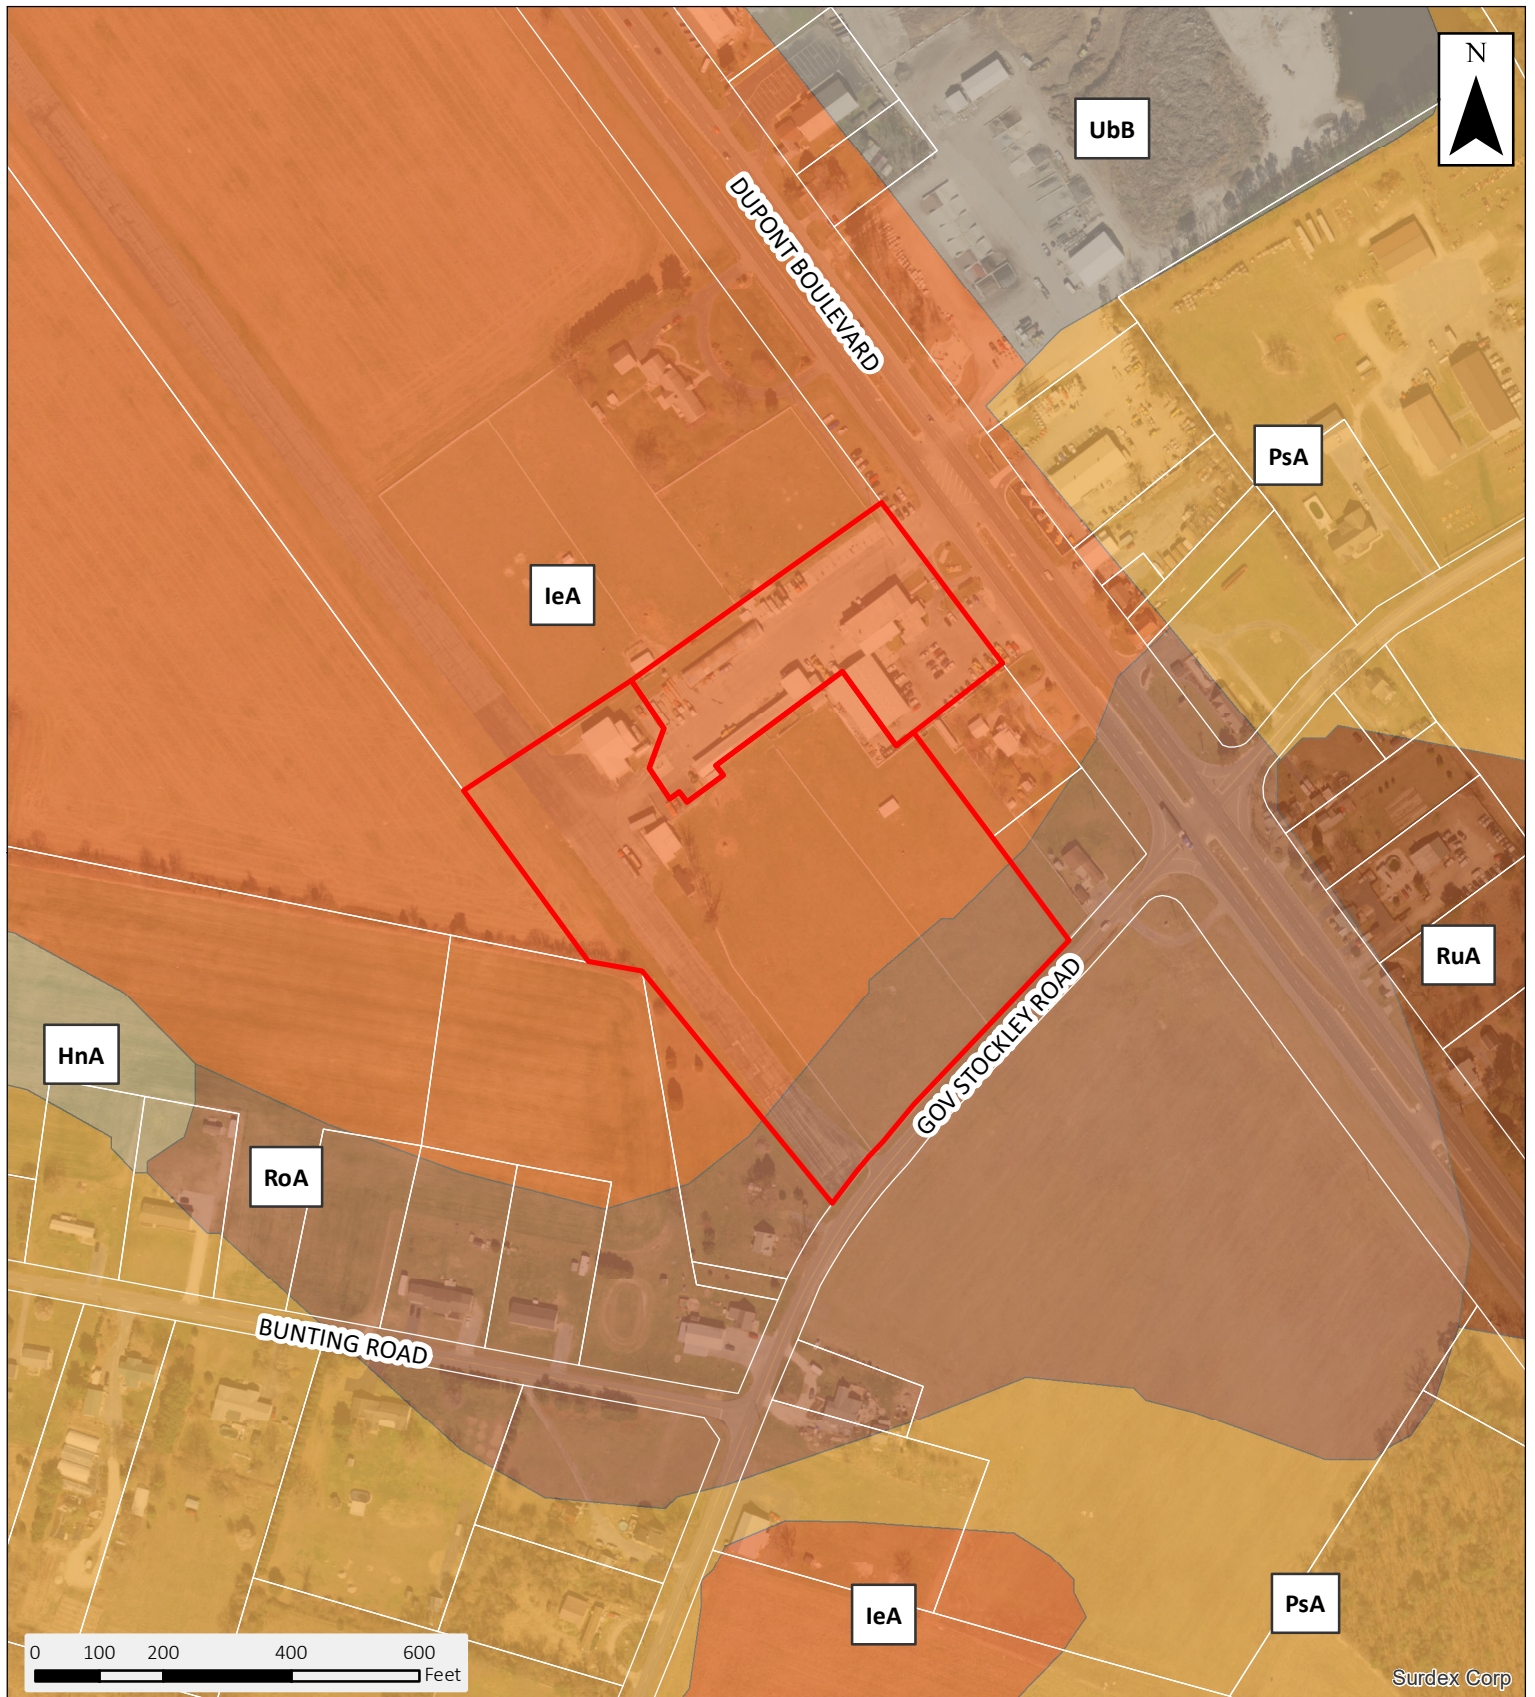 N
UbB
DUPONT BOULEVARD
PsA
IeA
RuA
GOV STOCKLEY ROAD
HnA
RoA
BUNTING ROAD
IeA
PsA
0 100 200 400 600
Feet
Surdex Corp